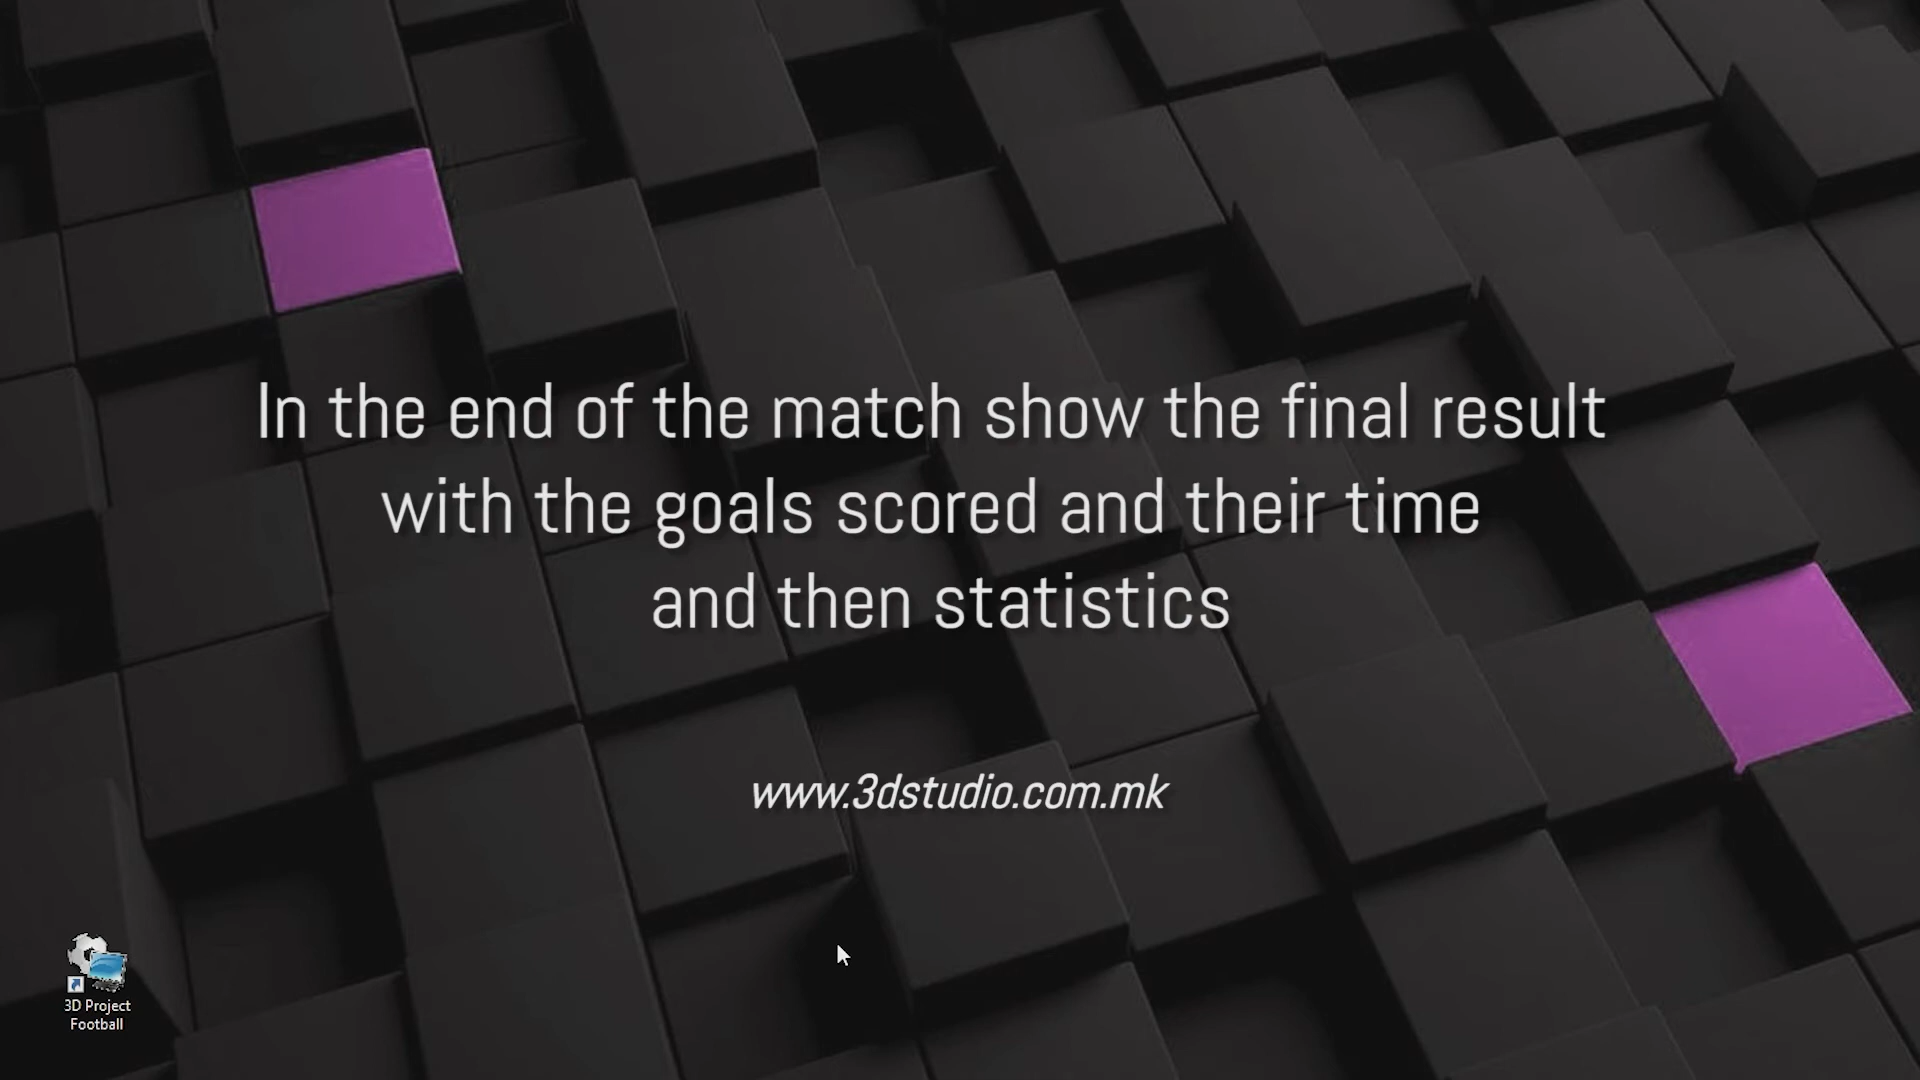 In the end of the match show the final result
with the goals scored and their time
and then statistics
www.3dstudio.com.mk
3D Project
Football